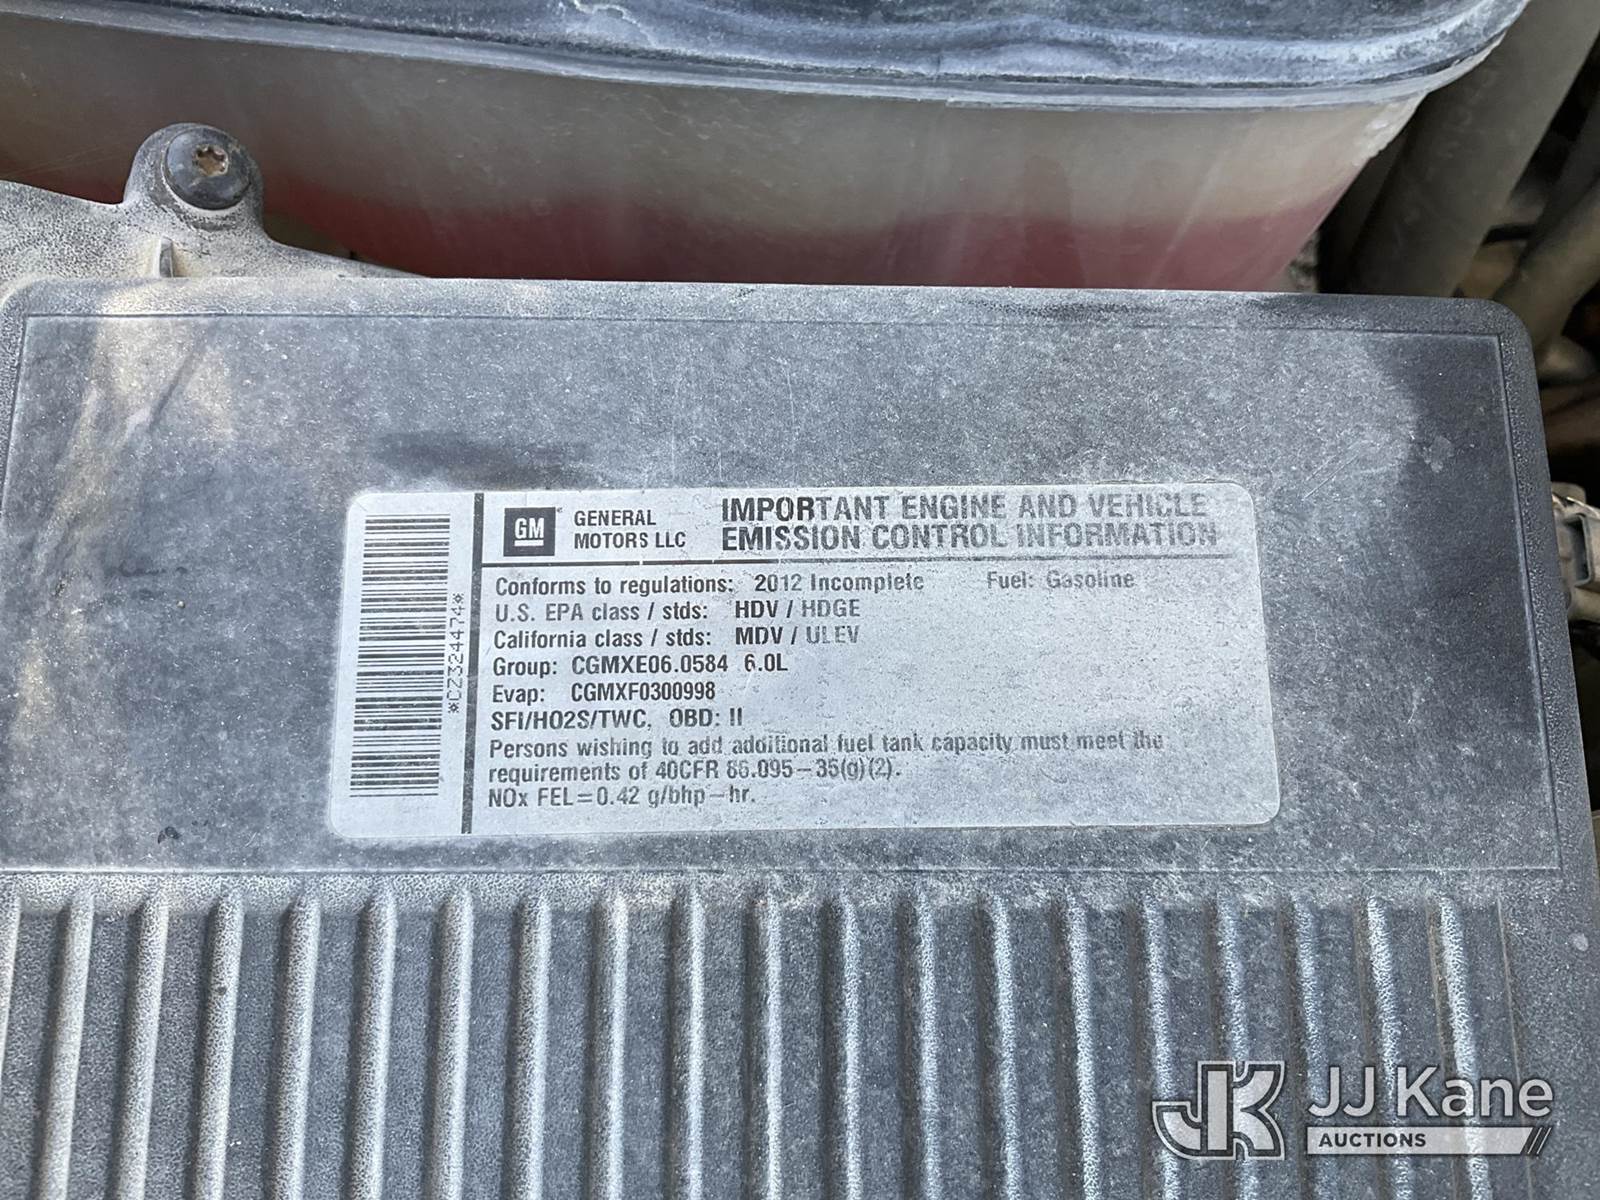 GM GENERAL MOTORS LLC
IMPORTANT ENGINE AND VEHICLE
EMISSION CONTROL INFORMATION
Conforms to regulations: 2012 Incomplete Fuel: Gasoline
U.S. EPA class / stds: HDV / HDGE
California class / stds: MDV / ULEV
Group: CGMXE06.0584 6.0L
Evap: CGMXF0300998
SFI/HO2S/TWC, OBD: II
Persons wishing to add additional fuel tank capacity must meet the
requirements of 40CFR 86.095-35(g)(2).
NOx FEL=0.42 g/bhp-hr.
*CZ324474*
JK JJ Kane
AUCTIONS